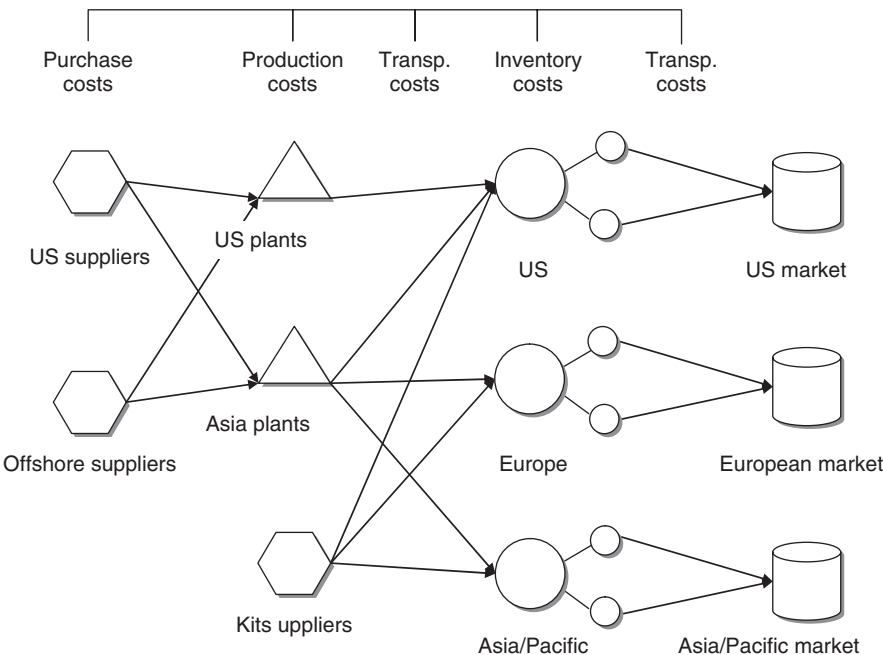 Purchase
costs
Production
costs
Transp.
costs
Inventory
costs
Transp.
costs
US suppliers
US plants
US
US market
Offshore suppliers
Asia plants
Europe
European market
Kits uppliers
Asia/Pacific
Asia/Pacific market